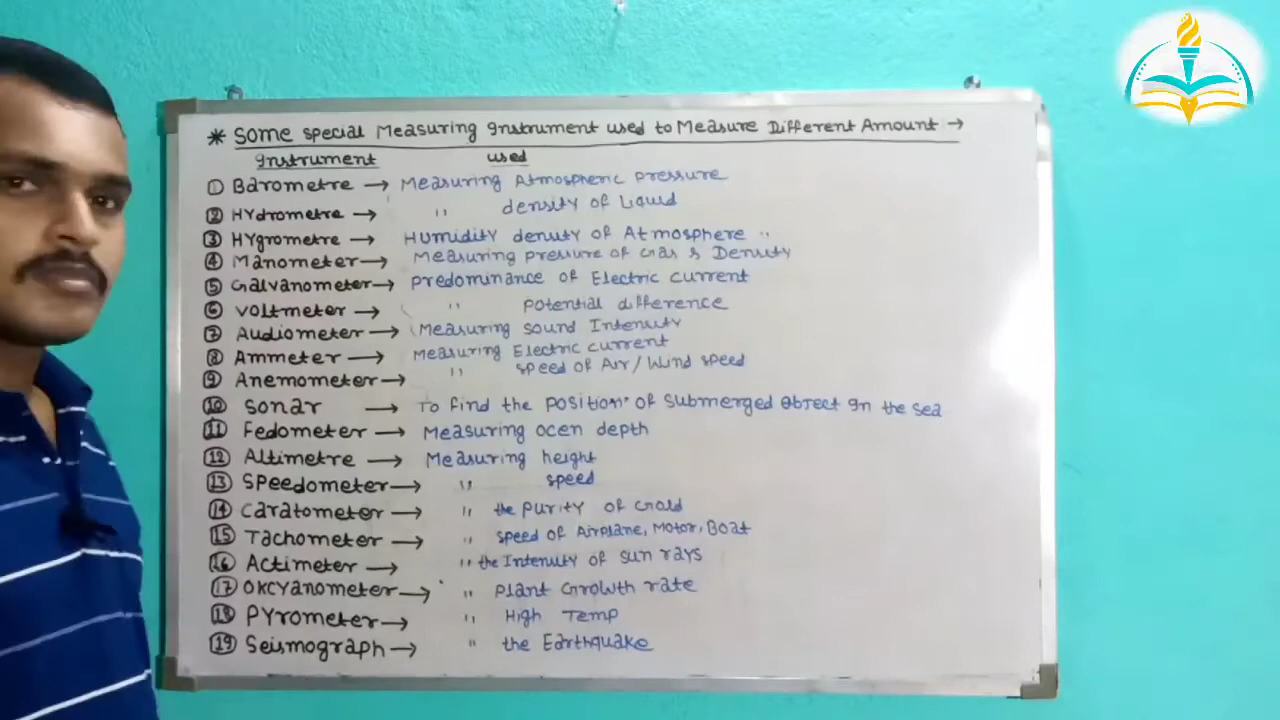 * Some special Measuring Instrument used to Measure Different Amount →
Instrument used
① Barometre → Measuring Atmospheric pressure
② HYdrometre → " density of Liquid
③ HYgrometre → Humidity denuty of Atmosphere "
④ Manometer → Measuring pressure of Gas & Density
⑤ Galvanometer → predominance of Electric current
⑥ voltmeter → " potential difference
⑦ Audiometer → Measuring sound Intensity
⑧ Ammeter → Measuring Electric current
⑨ Anemometer → " speed of Air / Wind speed
⑩ Sonar → To find the position of submerged object In the sea
⑪ Fedometer → Measuring ocen depth
⑫ Altimetre → Measuring height
⑬ Speedometer → " speed
⑭ Caratometer → " the purity of Gold
⑮ Tachometer → " speed of Airplane, Motor, Boat
⑯ Actimeter → " the Intenuty of sun rays
⑰ OKCYanometer → " plant Growth rate
⑱ PYrometer → " High Temp
⑲ Seismograph → " the Earthquake